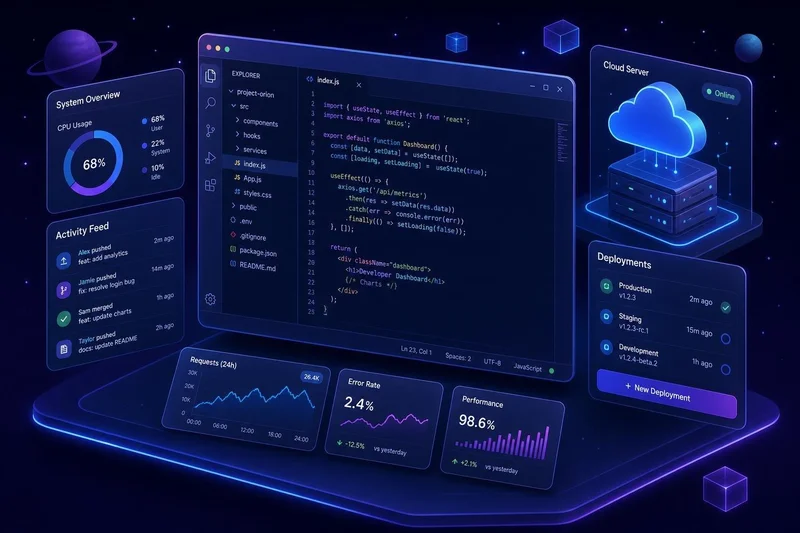 System Overview
CPU Usage
68%
68%
User
22%
System
10%
Idle
Activity Feed
Alex pushed
feat: add analytics
2m ago
Jamie pushed
fix: resolve login bug
14m ago
Sam merged
feat: update charts
1h ago
Taylor pushed
docs: update README
2h ago
EXPLORER
project-orion
src
components
hooks
services
JS index.js
JS App.js
styles.css
public
.env
.gitignore
package.json
README.md
index.js
1
2 import { useState, useEffect } from 'react';
3 import axios from 'axios';
4
5 export default function Dashboard() {
6 const [data, setData] = useState([]);
7 const [loading, setLoading] = useState(true);
8
useEffect(() => {
axios.get('/api/metrics')
.then(res => setData(res.data))
.catch(err => console.error(err))
.finally(() => setLoading(false));
}, []);
return (
<div className="dashboard">
<h1>Developer Dashboard</h1>
{/* Charts */}
</div>
);
}
Ln 23, Col 1
Spaces: 2
UTF-8
JavaScript
Cloud Server
Online
Deployments
Production
v1.2.3
2m ago
Staging
v1.2.3-rc.1
15m ago
Development
v1.2.4-beta.2
1h ago
+ New Deployment
Requests (24h)
26.4K
30K
20K
10K
0
00:00 06:00 12:00 18:00 24:00
Error Rate
2.4%
-12.5% vs yesterday
Performance
98.6%
+2.1% vs yesterday